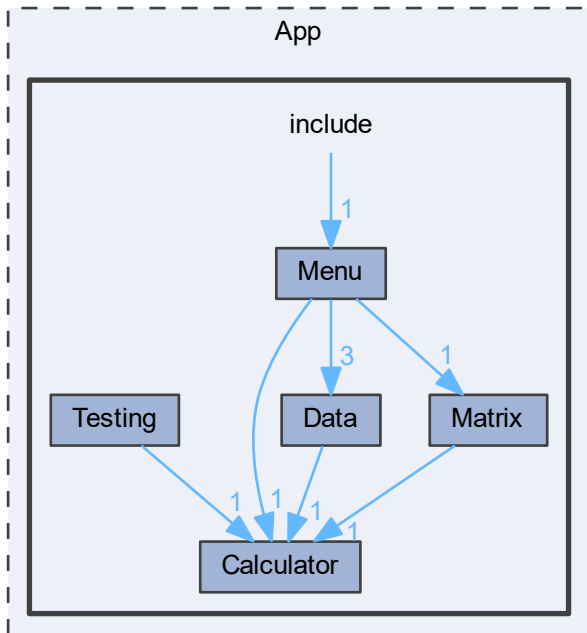 App
include
1
Menu
3
1
Testing
Data
Matrix
1
1
1
1
Calculator